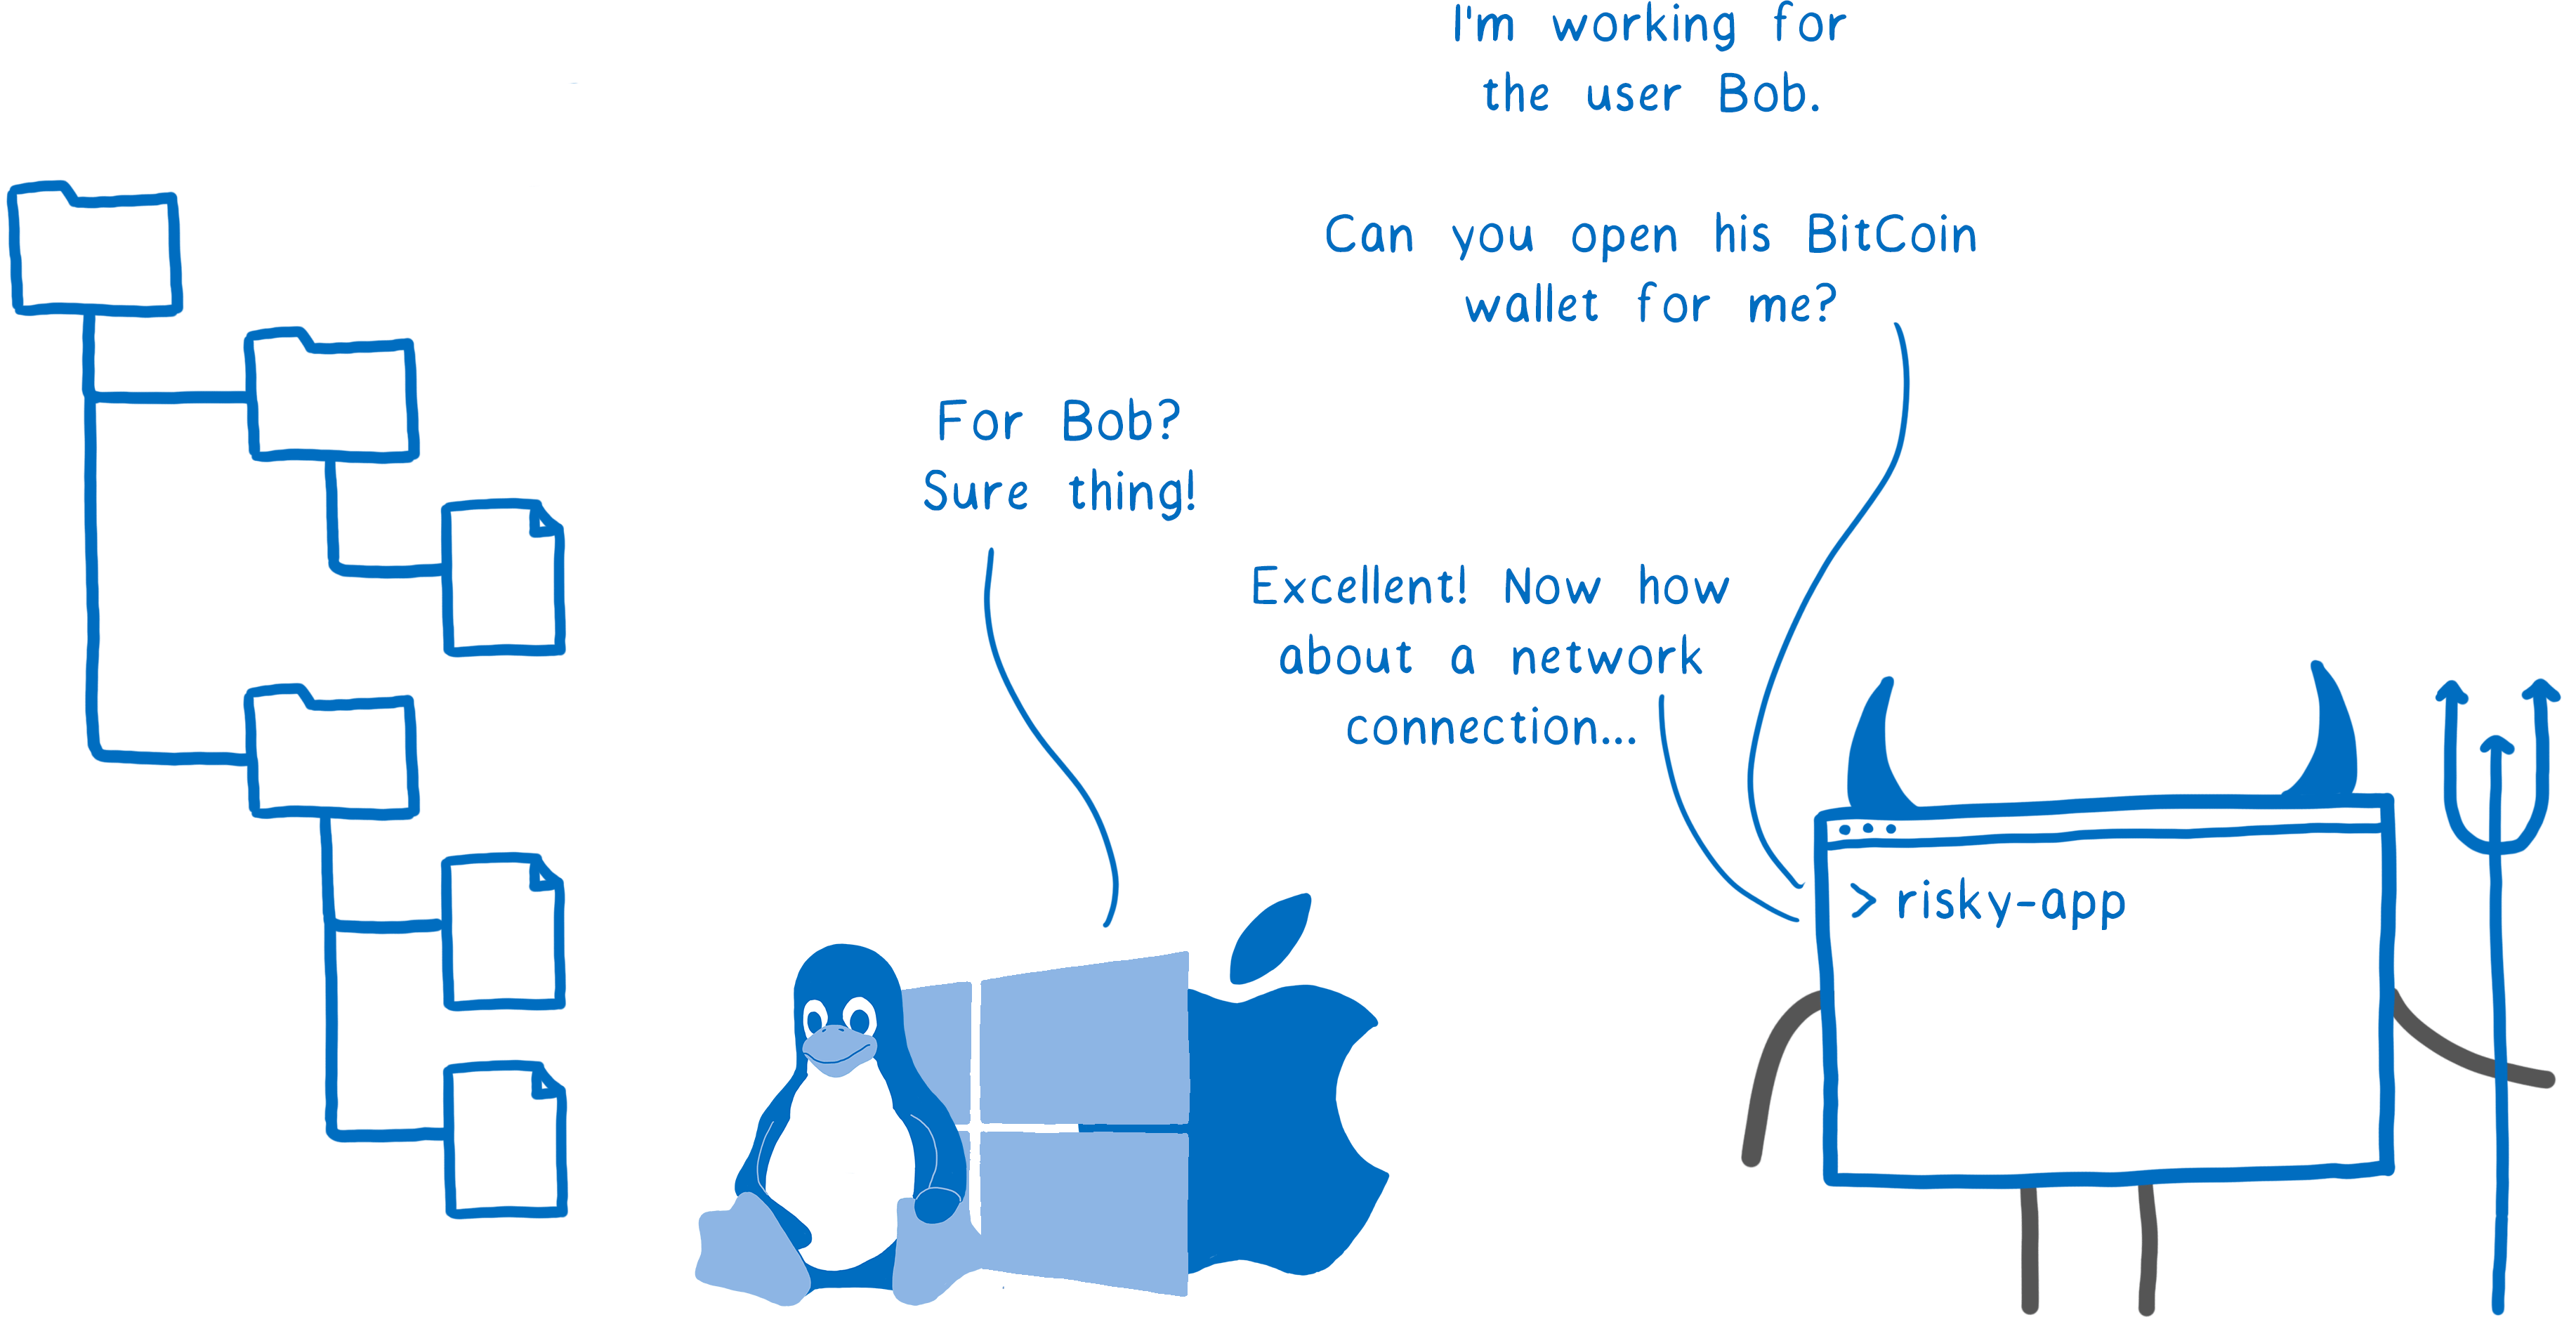 I'm working for
the user Bob.
Can you open his BitCoin
wallet for me?
For Bob?
Sure thing!
Excellent! Now how
about a network
connection...
> risky-app